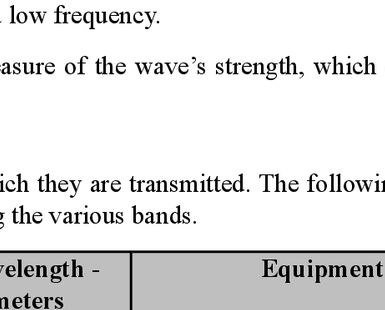 low frequency.
easure of the wave's strength, which
ich they are transmitted. The followin
g the various bands.
velength - Equipment
meters